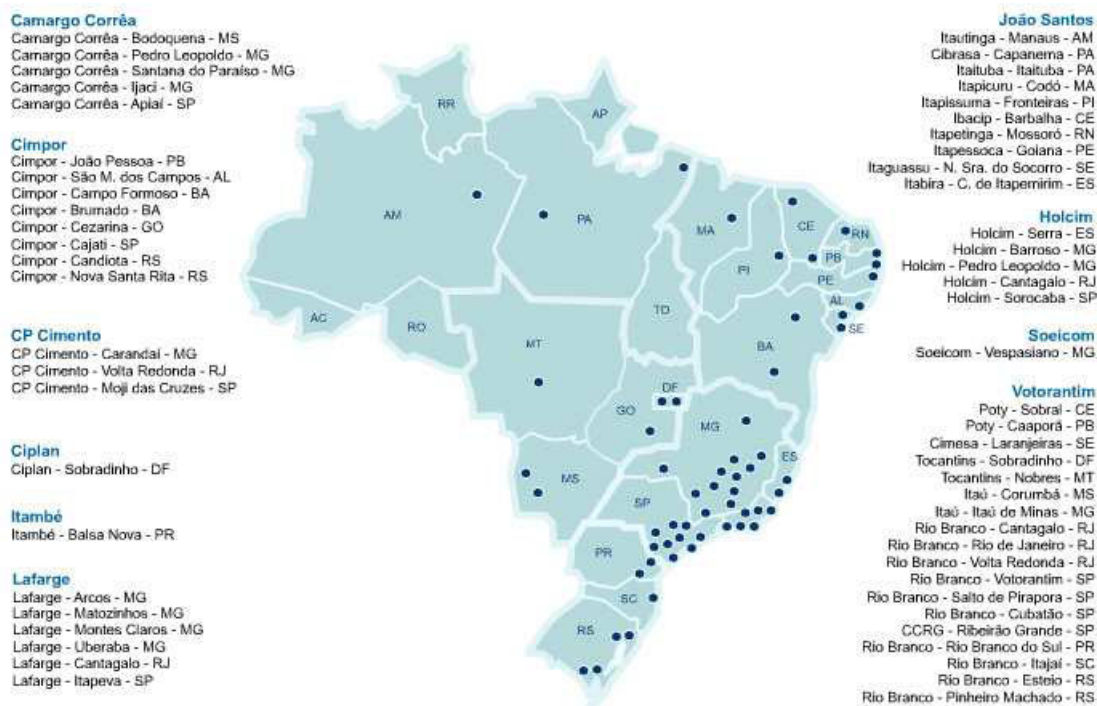 Camargo Corrêa
Camargo Corrêa - Bodoquena - MS
Camargo Corrêa - Pedro Leopoldo - MG
Camargo Corrêa - Santana do Paraíso - MG
Camargo Corrêa - Ijaci - MG
Camargo Corrêa - Apiaí - SP
Cimpor
Cimpor - João Pessoa - PB
Cimpor - São M. dos Campos - AL
Cimpor - Campo Formoso - BA
Cimpor - Brumado - BA
Cimpor - Cezarina - GO
Cimpor - Cajati - SP
Cimpor - Candiota - RS
Cimpor - Nova Santa Rita - RS
CP Cimento
CP Cimento - Carandaí - MG
CP Cimento - Volta Redonda - RJ
CP Cimento - Moji das Cruzes - SP
Ciplan
Ciplan - Sobradinho - DF
Itambé
Itambé - Balsa Nova - PR
Lafarge
Lafarge - Arcos - MG
Lafarge - Matozinhos - MG
Lafarge - Montes Claros - MG
Lafarge - Uberaba - MG
Lafarge - Cantagalo - RJ
Lafarge - Itapeva - SP
RR
AP
AM
PA
MA
CE
RN
PB
PI
PE
AL
SE
TO
AC
RO
MT
BA
DF
GO
MG
ES
MS
SP
PR
SC
RS
João Santos
Itautinga - Manaus - AM
Cibrasa - Capanema - PA
Itaituba - Itaituba - PA
Itapicuru - Codó - MA
Itapissuma - Fronteiras - PI
Ibacip - Barbalha - CE
Itapetinga - Mossoró - RN
Itapessoca - Goiana - PE
Itaguassu - N. Sra. do Socorro - SE
Itabira - C. de Itapemirim - ES
Holcim
Holcim - Serra - ES
Holcim - Barroso - MG
Holcim - Pedro Leopoldo - MG
Holcim - Cantagalo - RJ
Holcim - Sorocaba - SP
Soeicom
Soeicom - Vespasiano - MG
Votorantim
Poty - Sobral - CE
Poty - Caaporã - PB
Cimesa - Laranjeiras - SE
Tocantins - Sobradinho - DF
Tocantins - Nobres - MT
Itaú - Corumbá - MS
Itaú - Itaú de Minas - MG
Rio Branco - Cantagalo - RJ
Rio Branco - Rio de Janeiro - RJ
Rio Branco - Volta Redonda - RJ
Rio Branco - Votorantim - SP
Rio Branco - Salto de Pirapora - SP
Rio Branco - Cubatão - SP
CCRG - Ribeirão Grande - SP
Rio Branco - Rio Branco do Sul - PR
Rio Branco - Itajaí - SC
Rio Branco - Esteio - RS
Rio Branco - Pinheiro Machado - RS